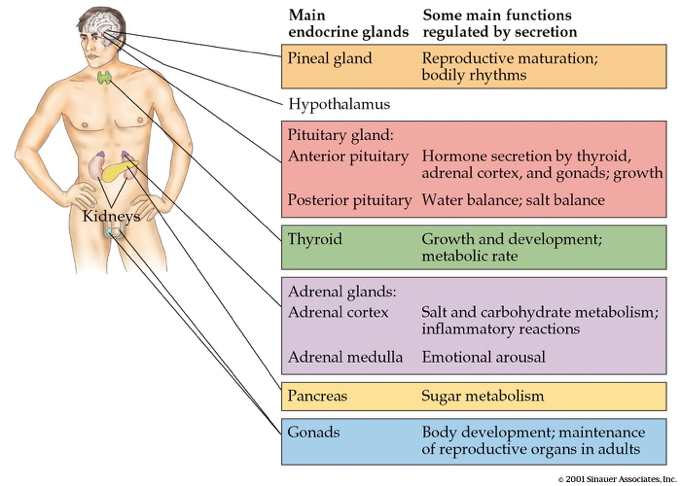 Main
endocrine glands
Some main functions
regulated by secretion
Pineal gland
Reproductive maturation;
bodily rhythms
Hypothalamus
Pituitary gland:
Anterior pituitary
Hormone secretion by thyroid,
adrenal cortex, and gonads; growth
Posterior pituitary
Water balance; salt balance
Kidneys
Thyroid
Growth and development;
metabolic rate
Adrenal glands:
Adrenal cortex
Salt and carbohydrate metabolism;
inflammatory reactions
Adrenal medulla
Emotional arousal
Pancreas
Sugar metabolism
Gonads
Body development; maintenance
of reproductive organs in adults
© 2001 Sinauer Associates, Inc.